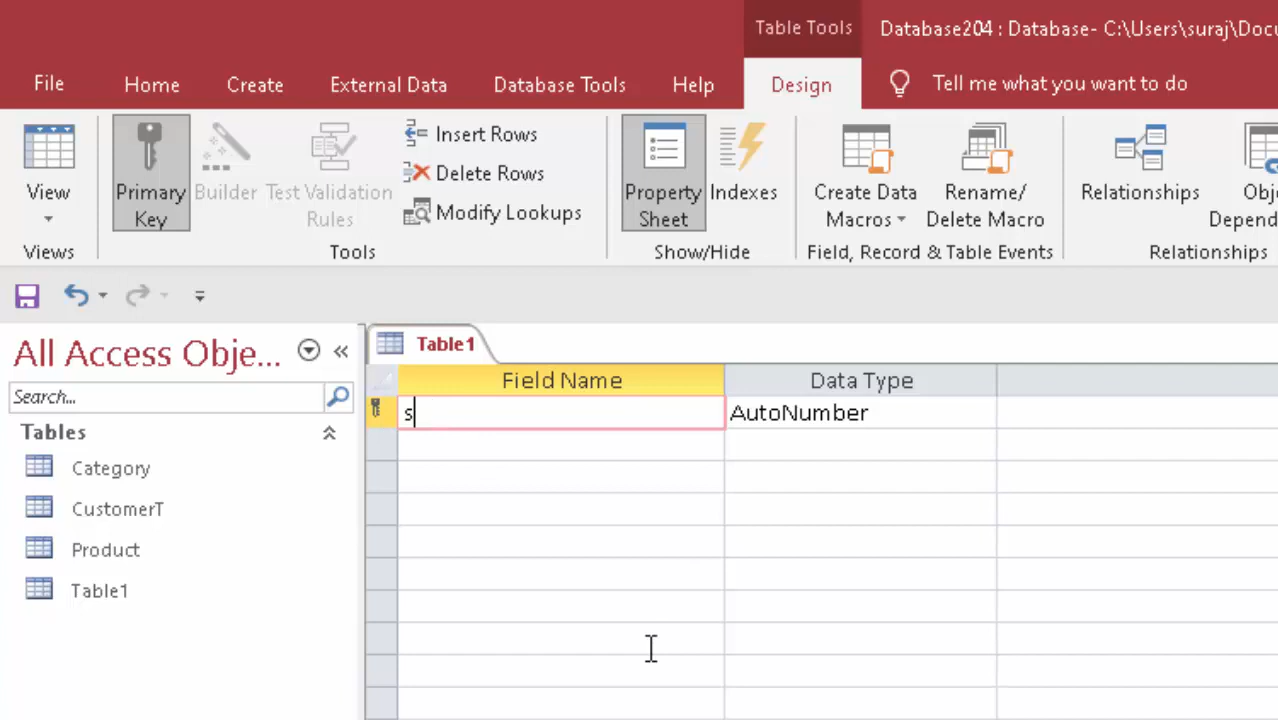 Table Tools
Database204 : Database- C:\Users\suraj\Docu
File
Home
Create
External Data
Database Tools
Help
Design
Tell me what you want to do
View
Primary
Key
Builder
Test Validation
Rules
Insert Rows
Delete Rows
Modify Lookups
Property
Sheet
Indexes
Create Data
Macros
Rename/
Delete Macro
Relationships
Obje
Depend
Views
Tools
Show/Hide
Field, Record & Table Events
Relationships
All Access Obje...
Table1
Search...
Field Name
Data Type
s
AutoNumber
Tables
Category
CustomerT
Product
Table1